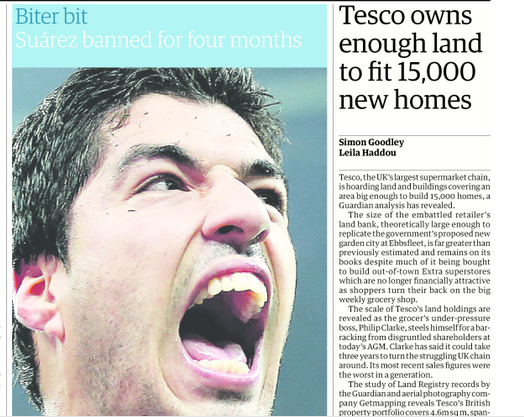 Biter bit
Suárez banned for four months
Tesco owns
enough land
to fit 15,000
new homes
Simon Goodley
Leila Haddou
Tesco, the UK's largest supermarket chain,
is hoarding land and buildings covering an
area big enough to build 15,000 homes, a
Guardian analysis has revealed.
The size of the embattled retailer's
land bank, theoretically large enough to
replicate the government's proposed new
garden city at Ebbsfleet, is far greater than
previously estimated and remains on its
books despite much of it being bought
to build out-of-town Extra superstores
which are no longer financially attractive
as shoppers turn their back on the big
weekly grocery shop.
The scale of Tesco's land holdings are
revealed as the grocer's under-pressure
boss, Philip Clarke, steels himself for a bar-
racking from disgruntled shareholders at
today's AGM. Clarke has said it could take
three years to turn the struggling UK chain
around. Its most recent sales figures were
the worst in a generation.
The study of Land Registry records by
the Guardian and aerial photography com-
pany Getmapping reveals Tesco's British
property portfolio covers 4.6m sq m, span-